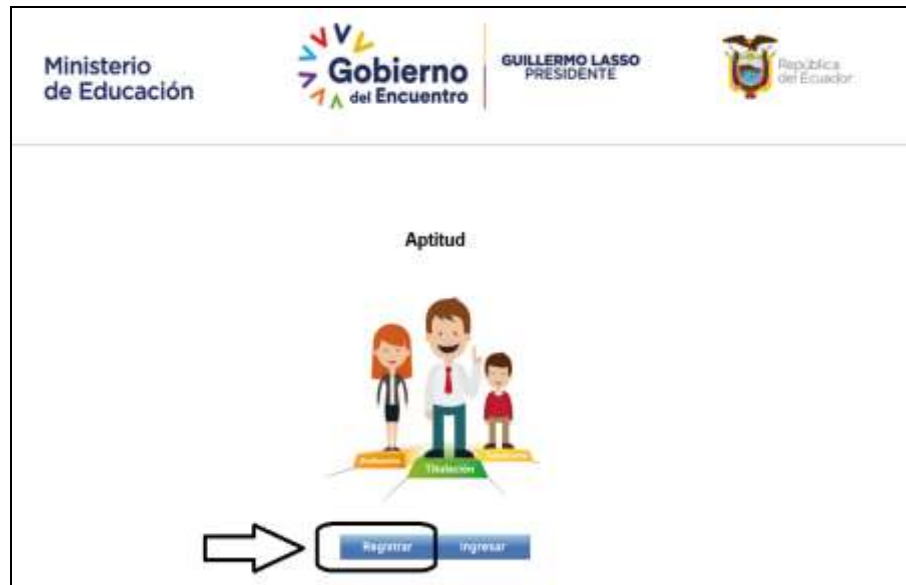 Ministerio
de Educación
Gobierno
del Encuentro
GUILLERMO LASSO
PRESIDENTE
República
del Ecuador
Aptitud
Titulación
Registrar
Ingresar